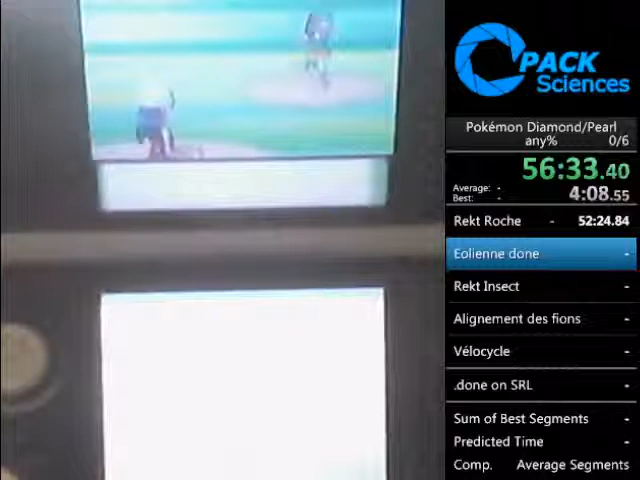 PACK
Sciences
Pokémon Diamond/Pearl
any% 0/6
56:33.40
Average: -
Best: - 4:08.55
Rekt Roche - 52:24.84
Eolienne done -
Rekt Insect -
Alignement des fions -
Vélocycle -
.done on SRL -
Sum of Best Segments -
Predicted Time -
Comp. Average Segments